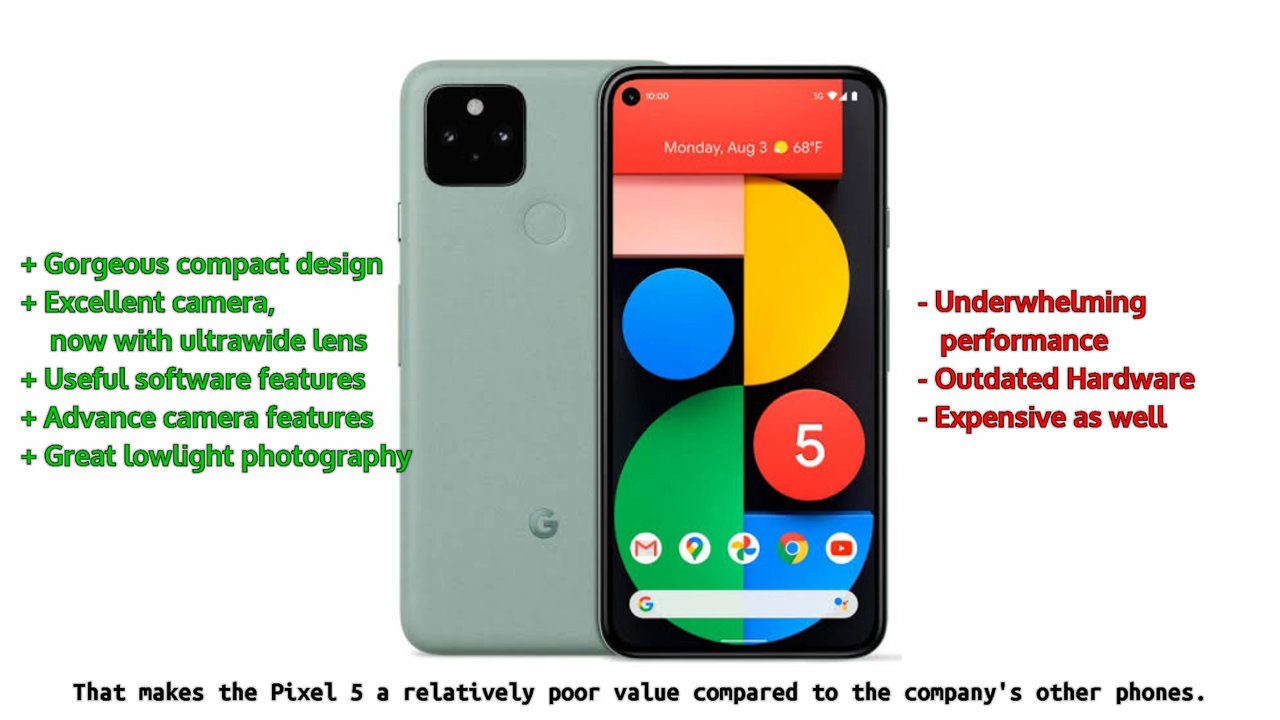 10:00
5G
Monday, Aug 3 68°F
+ Gorgeous compact design
+ Excellent camera,
now with ultrawide lens
+ Useful software features
+ Advance camera features
+ Great lowlight photography
- Underwhelming
performance
- Outdated Hardware
- Expensive as well
5
G
That makes the Pixel 5 a relatively poor value compared to the company's other phones.